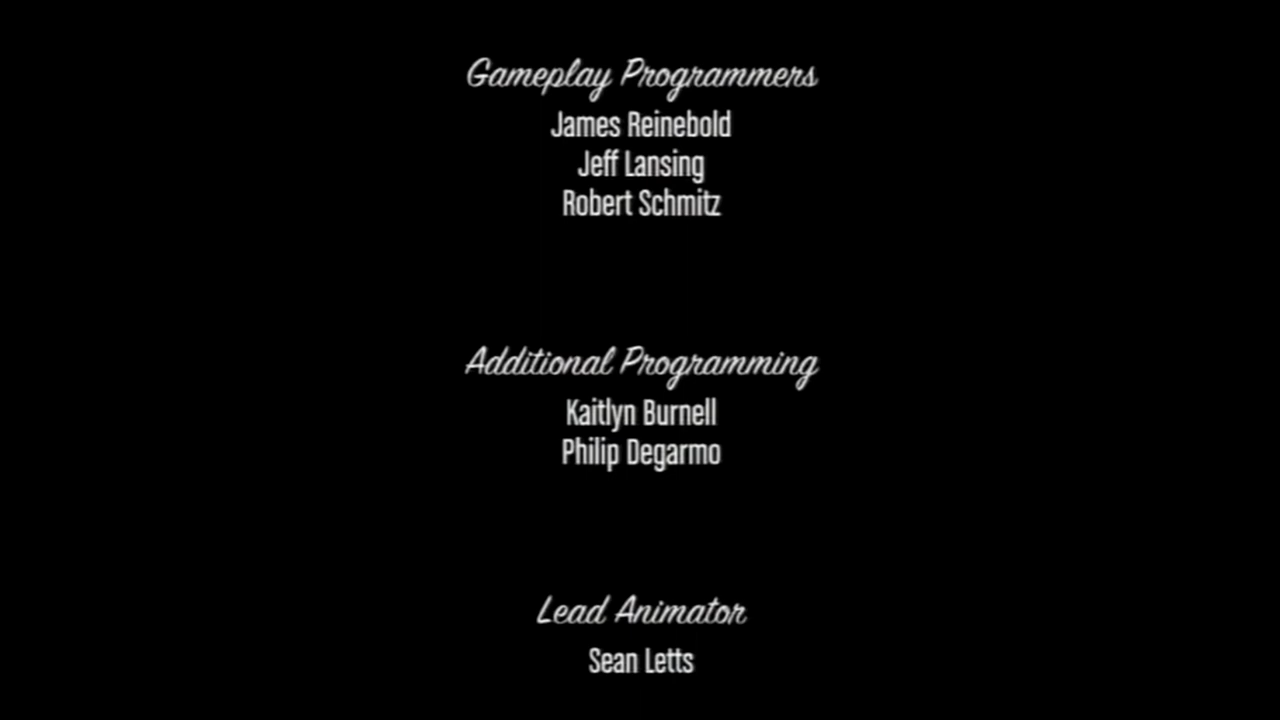 Gameplay Programmers
James Reinebold
Jeff Lansing
Robert Schmitz
Additional Programming
Kaitlyn Burnell
Philip Degarmo
Lead Animator
Sean Letts